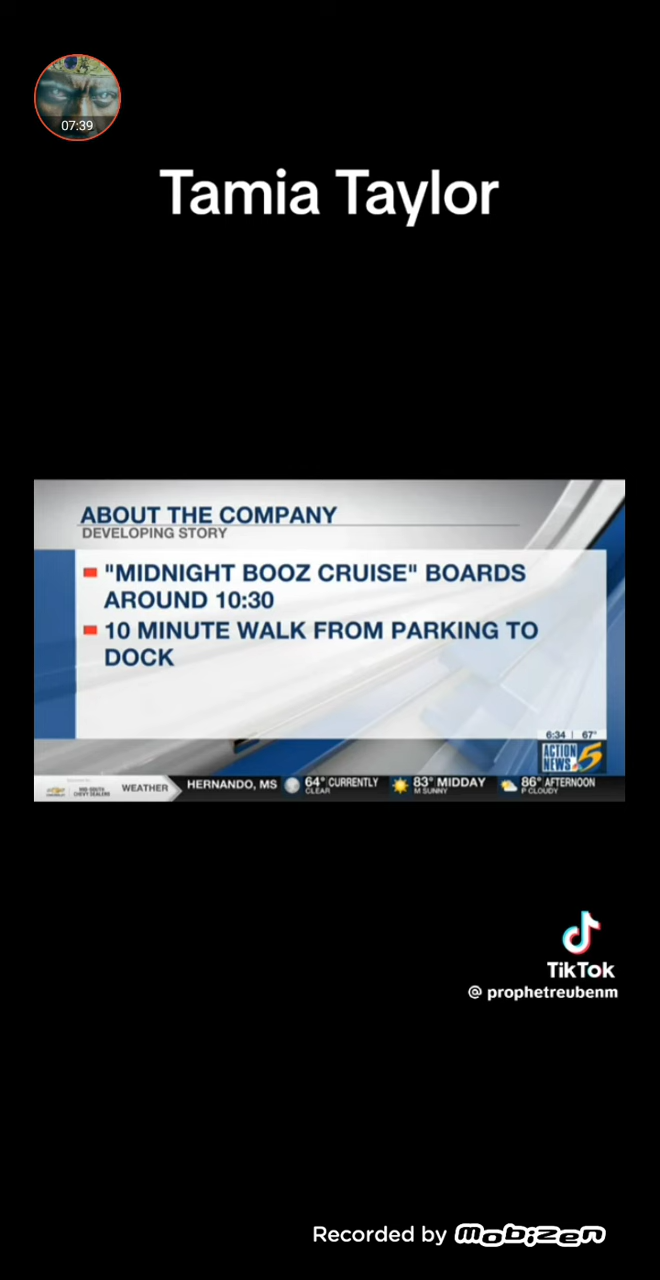 07:39
Tamia Taylor
ABOUT THE COMPANY
DEVELOPING STORY
"MIDNIGHT BOOZ CRUISE" BOARDS
AROUND 10:30
10 MINUTE WALK FROM PARKING TO
DOCK
6:34 67°
ACTION
NEWS 5
WEATHER HERNANDO, MS 64° CURRENTLY 83° MIDDAY 86° AFTERNOON
CLEAR M SUNNY P CLOUDY
TikTok
@ prophetreubenm
Recorded by mobizen